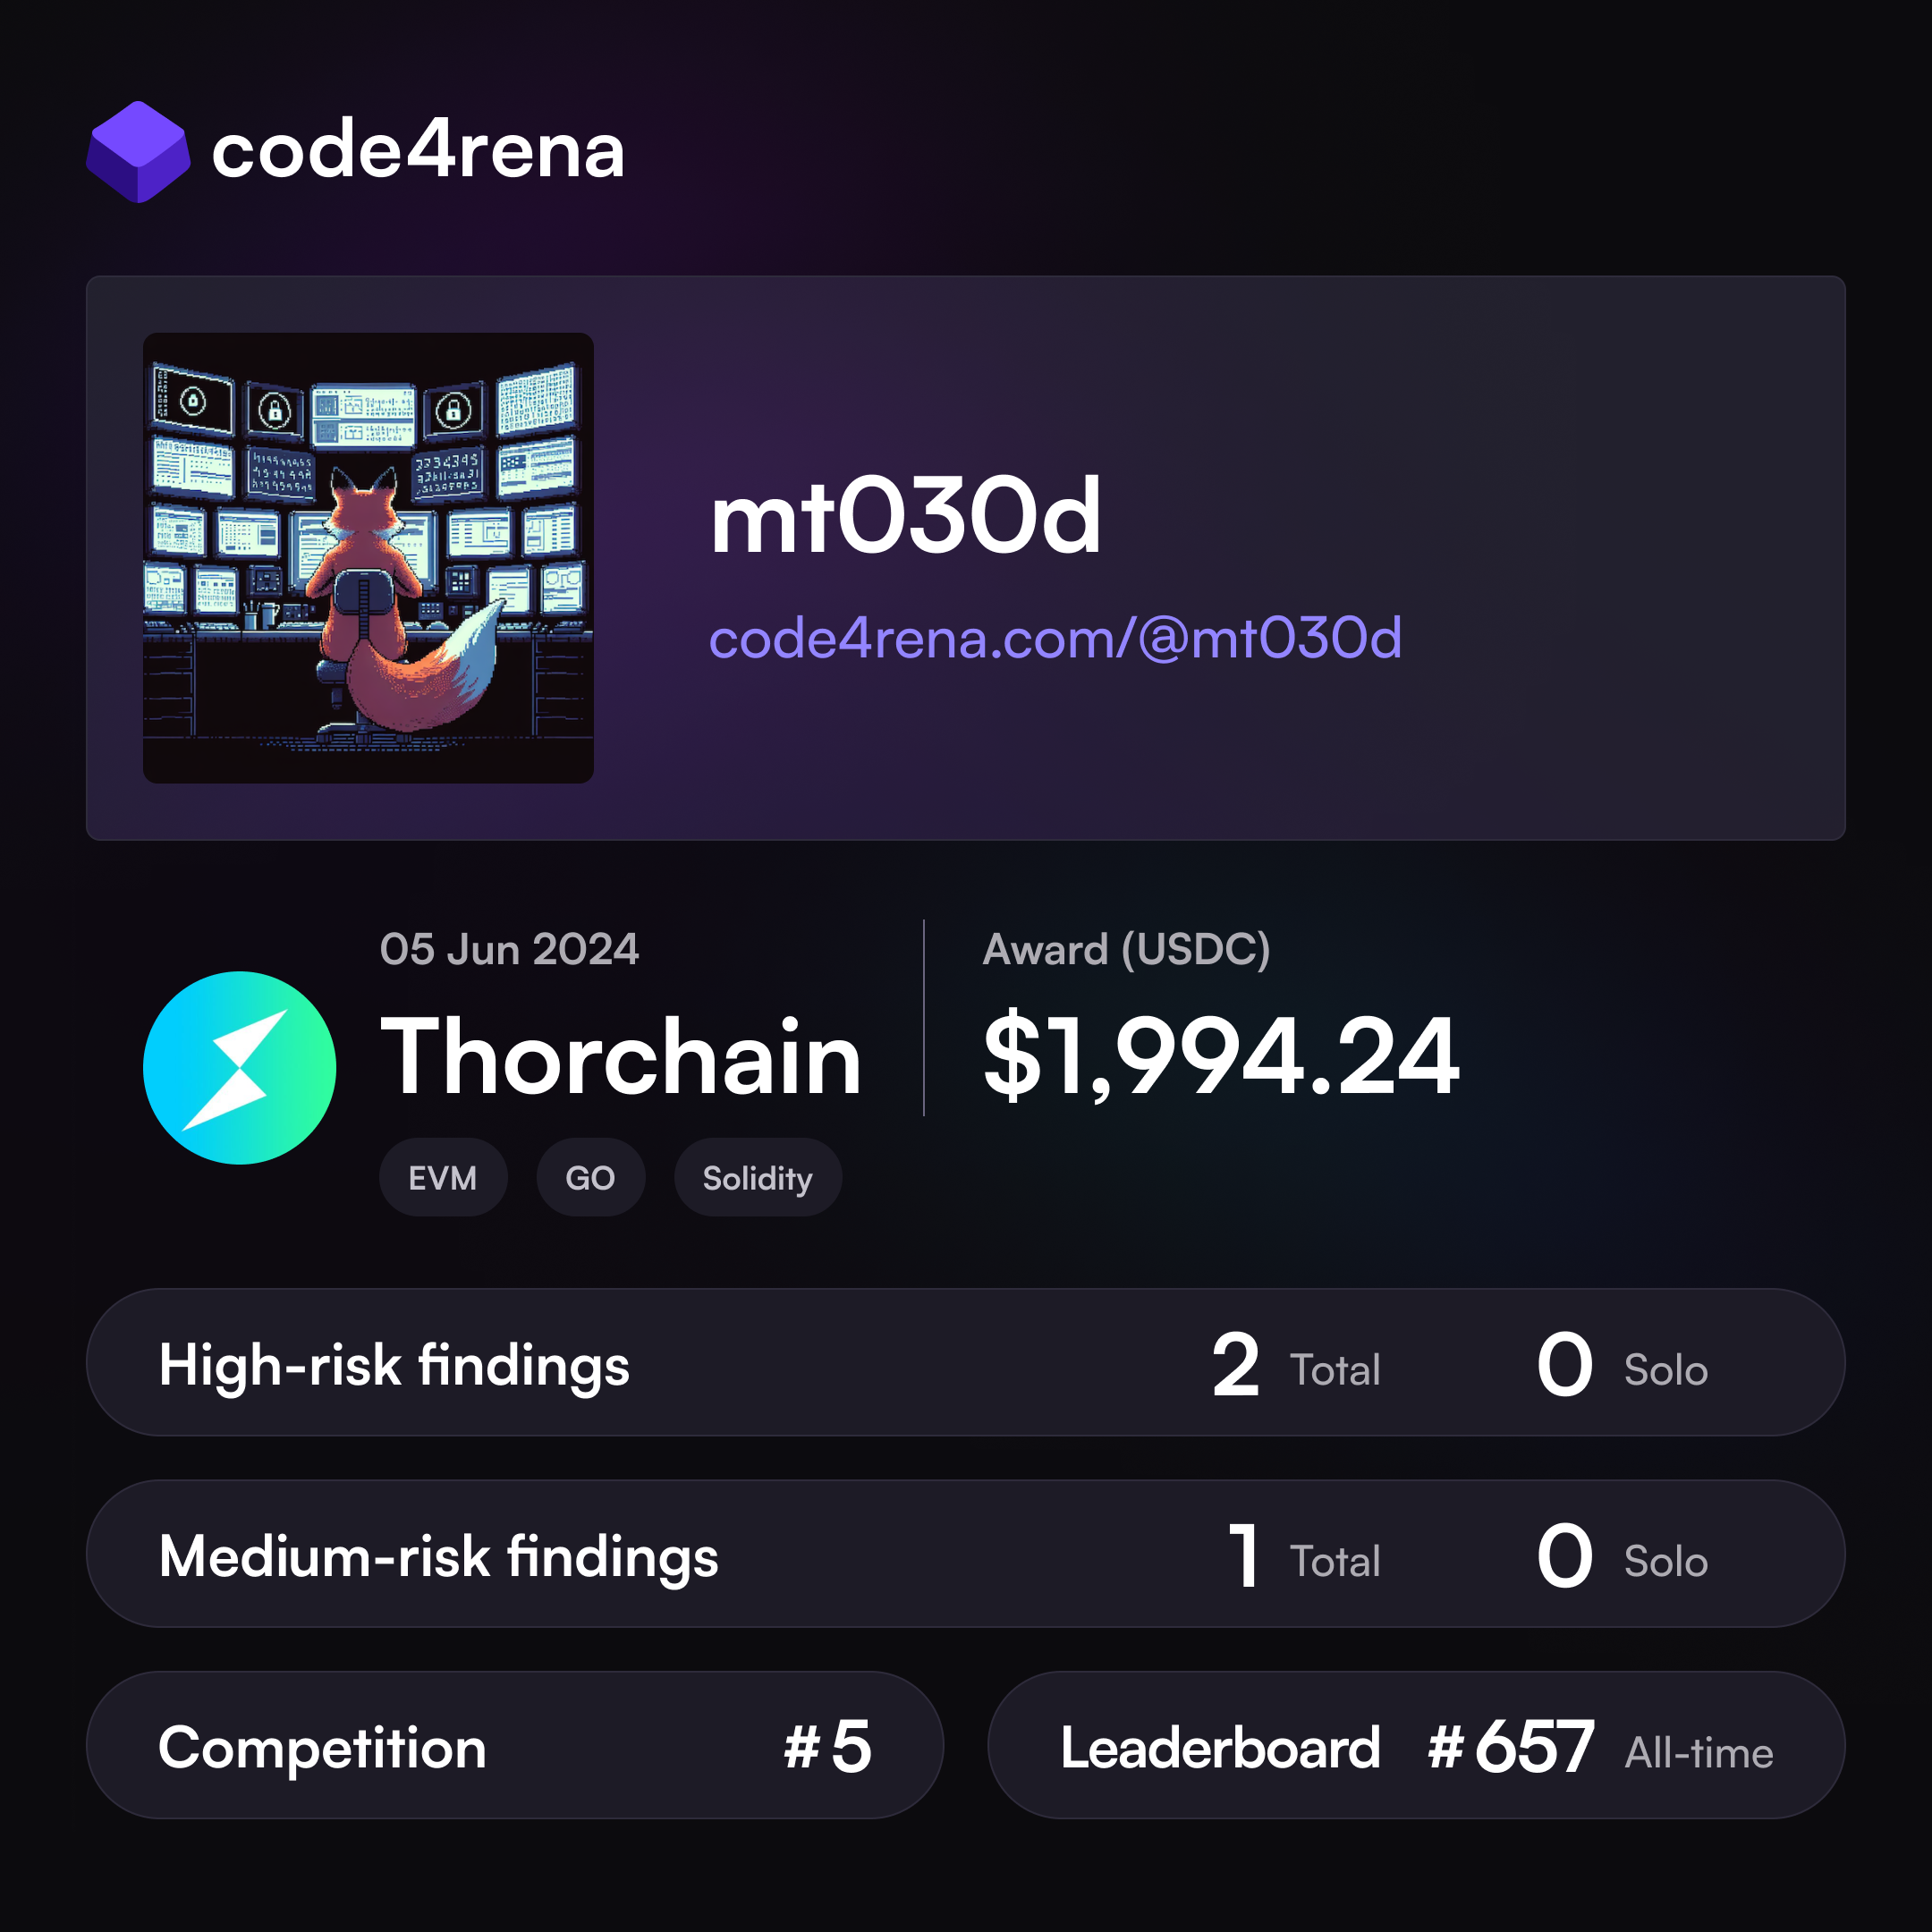 code4rena
mt030d
code4rena.com/@mt030d
05 Jun 2024
Thorchain
EVM GO Solidity
Award (USDC)
$1,994.24
High-risk findings 2 Total 0 Solo
Medium-risk findings 1 Total 0 Solo
Competition #5
Leaderboard #657 All-time